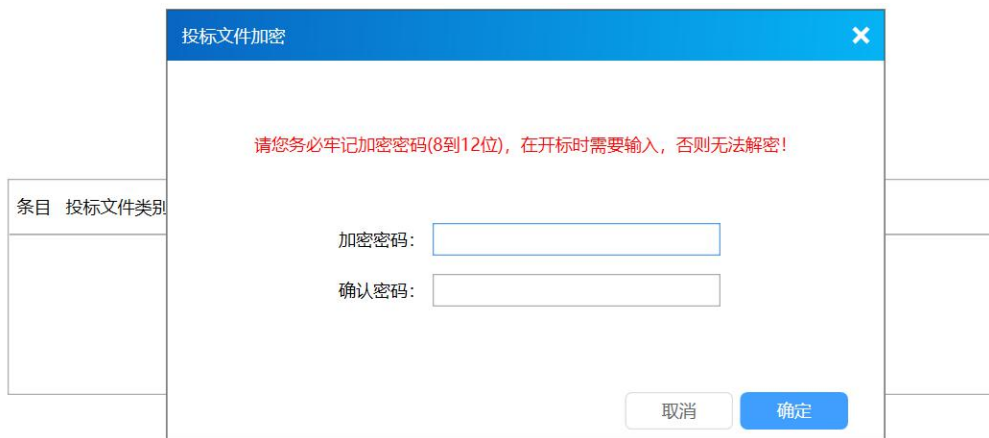 投标文件加密
请您务必牢记加密密码(8到12位)，在开标时需要输入，否则无法解密！
条目 投标文件类别
加密密码：
确认密码：
取消 确定